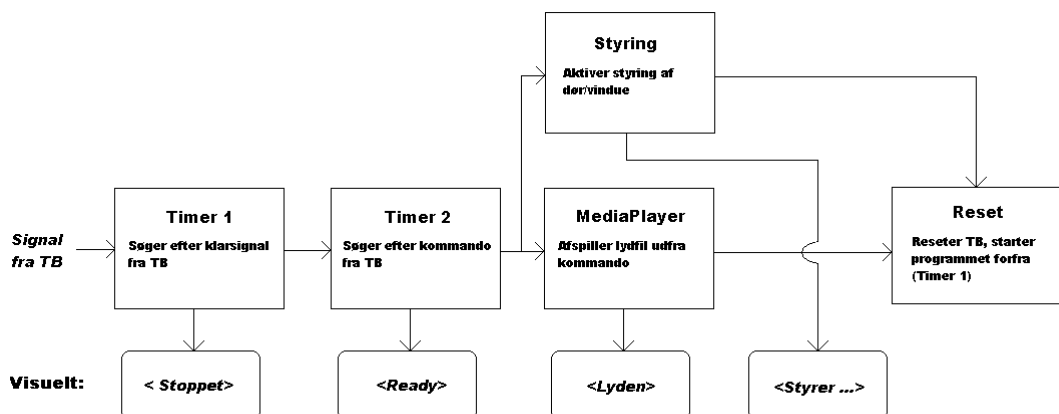 Styring
Aktiver styring af
dør/vindue
Signal
fra TB
Timer 1
Søger efter klarsignal
fra TB
Timer 2
Søger efter kommando
fra TB
MediaPlayer
Afspiller lydfil udfra
kommando
Reset
Reseter TB, starter
programmet forfra
(Timer 1)
Visuelt:
< Stoppet>
<Ready>
<Lyden>
<Styrer ...>